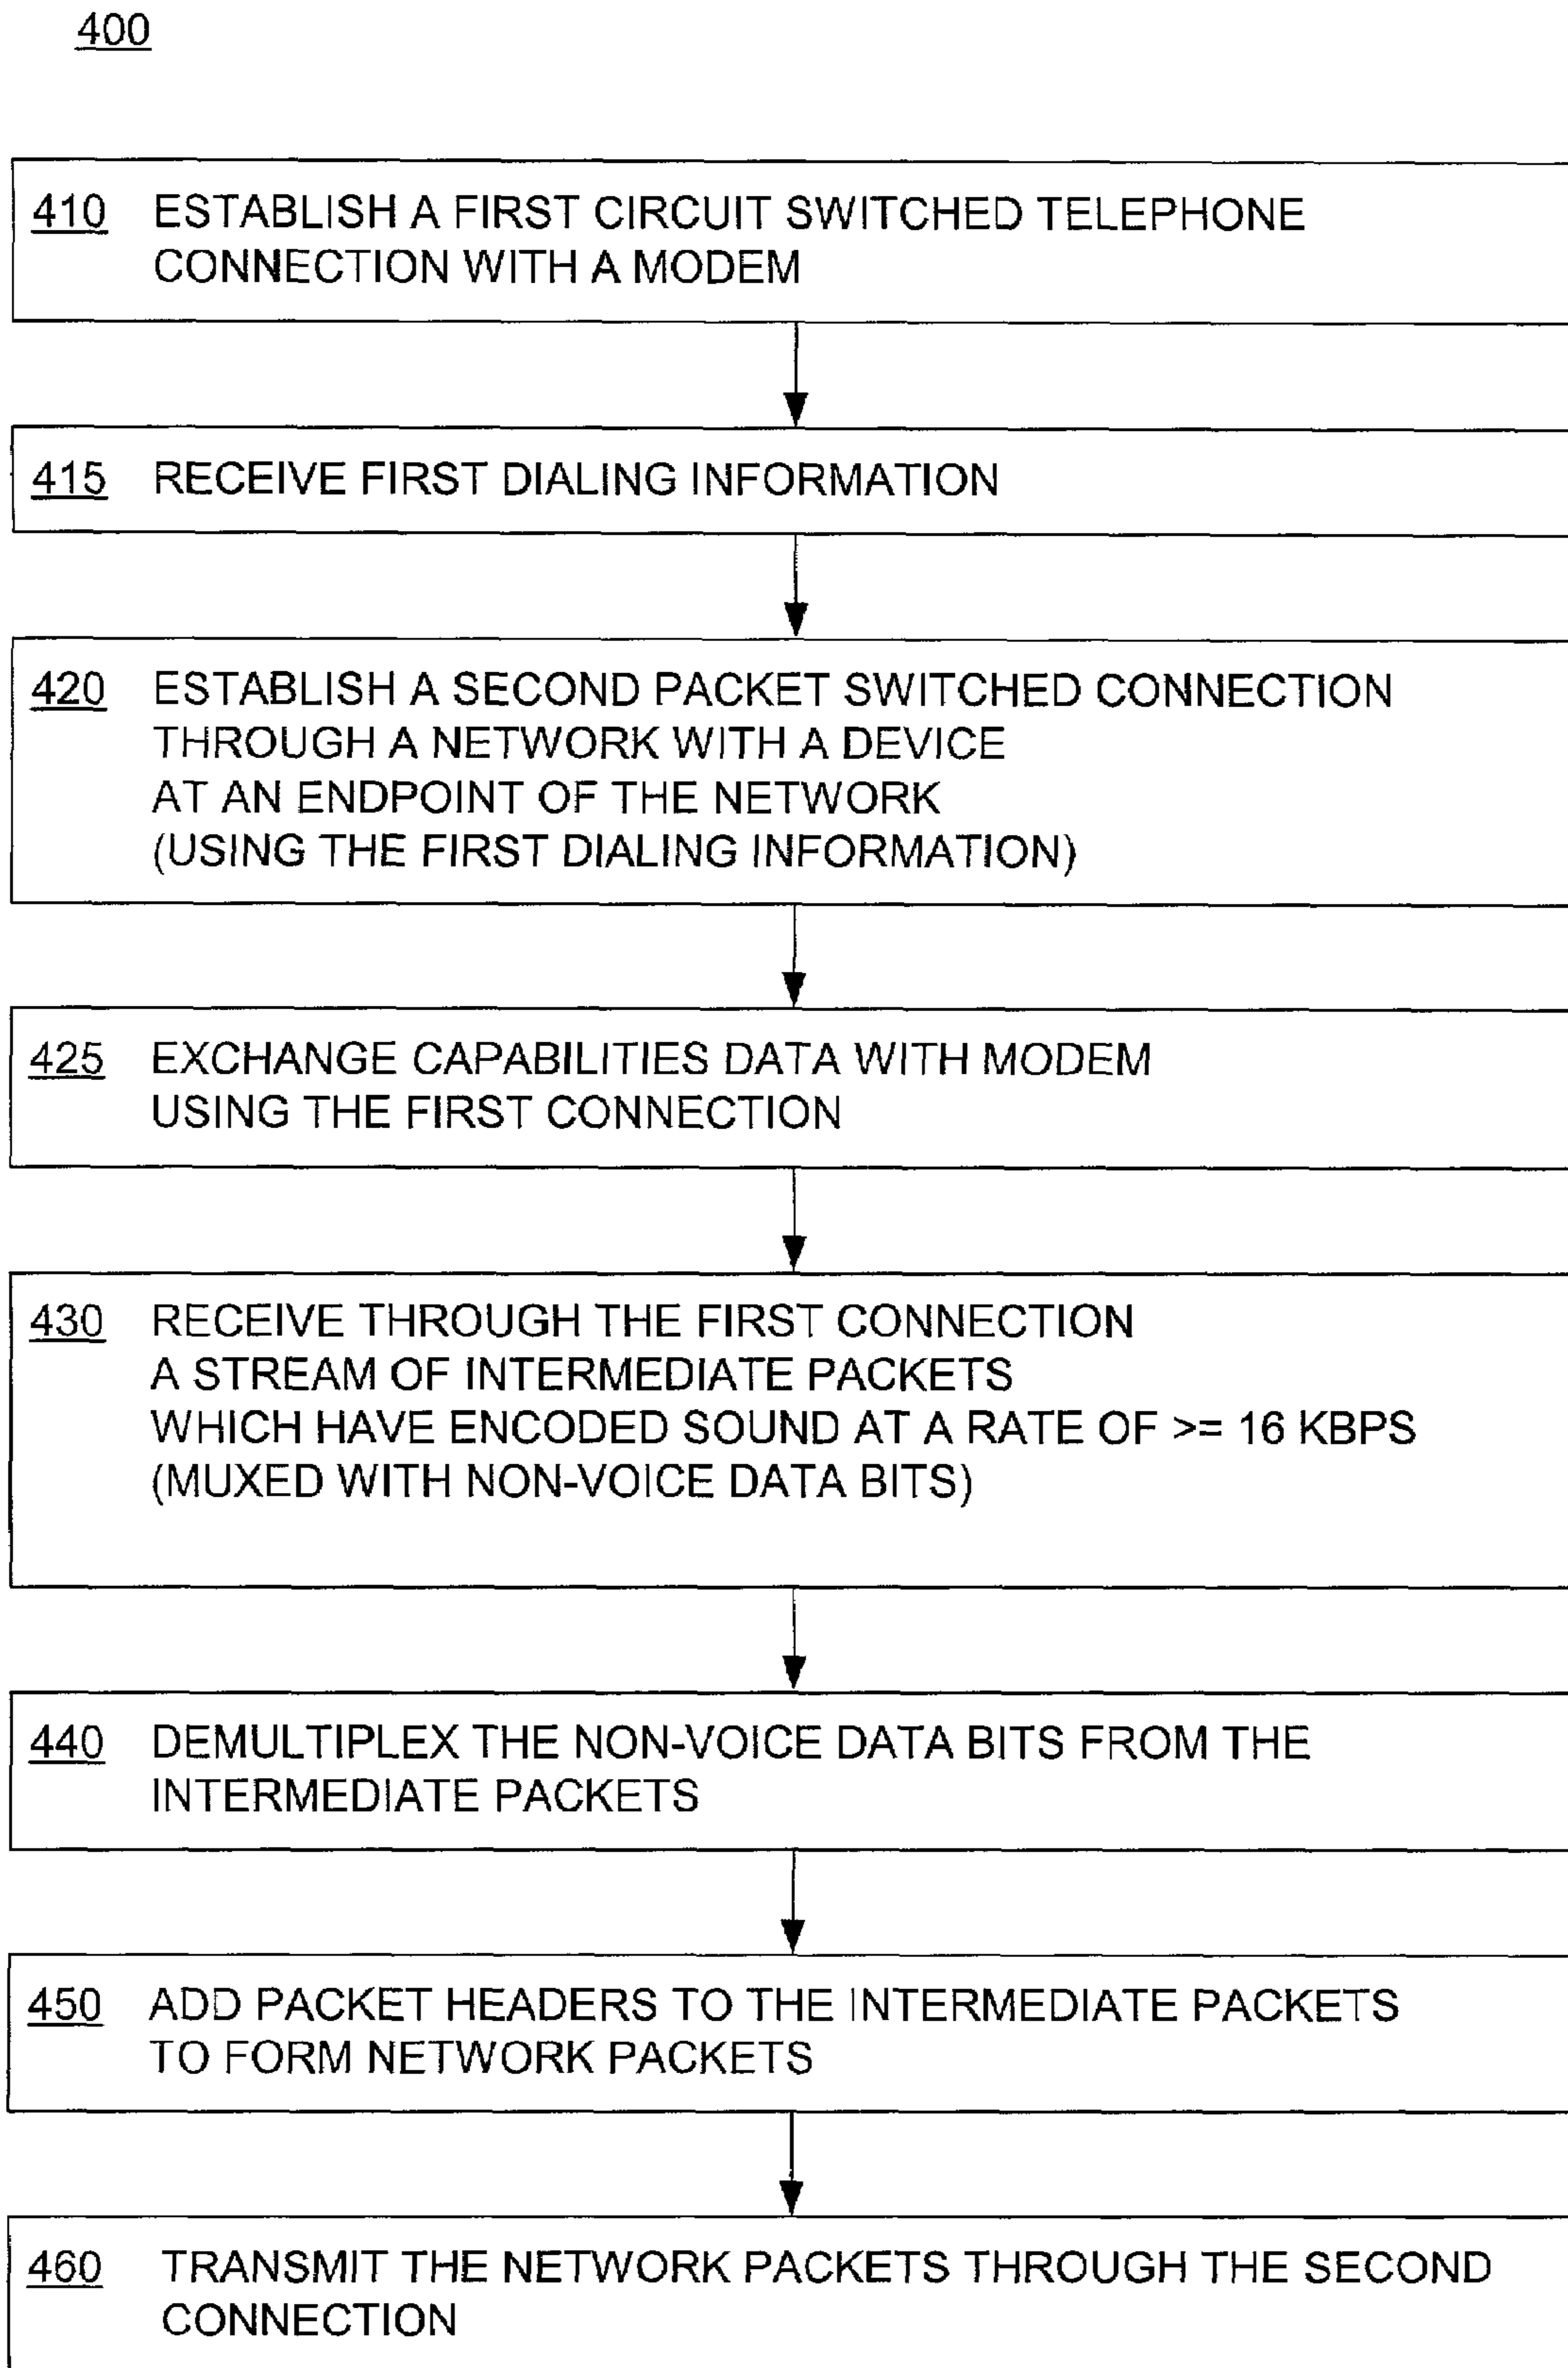 400
410 ESTABLISH A FIRST CIRCUIT SWITCHED TELEPHONE
CONNECTION WITH A MODEM
415 RECEIVE FIRST DIALING INFORMATION
420 ESTABLISH A SECOND PACKET SWITCHED CONNECTION
THROUGH A NETWORK WITH A DEVICE
AT AN ENDPOINT OF THE NETWORK
(USING THE FIRST DIALING INFORMATION)
425 EXCHANGE CAPABILITIES DATA WITH MODEM
USING THE FIRST CONNECTION
430 RECEIVE THROUGH THE FIRST CONNECTION
A STREAM OF INTERMEDIATE PACKETS
WHICH HAVE ENCODED SOUND AT A RATE OF >= 16 KBPS
(MUXED WITH NON-VOICE DATA BITS)
440 DEMULTIPLEX THE NON-VOICE DATA BITS FROM THE
INTERMEDIATE PACKETS
450 ADD PACKET HEADERS TO THE INTERMEDIATE PACKETS
TO FORM NETWORK PACKETS
460 TRANSMIT THE NETWORK PACKETS THROUGH THE SECOND
CONNECTION